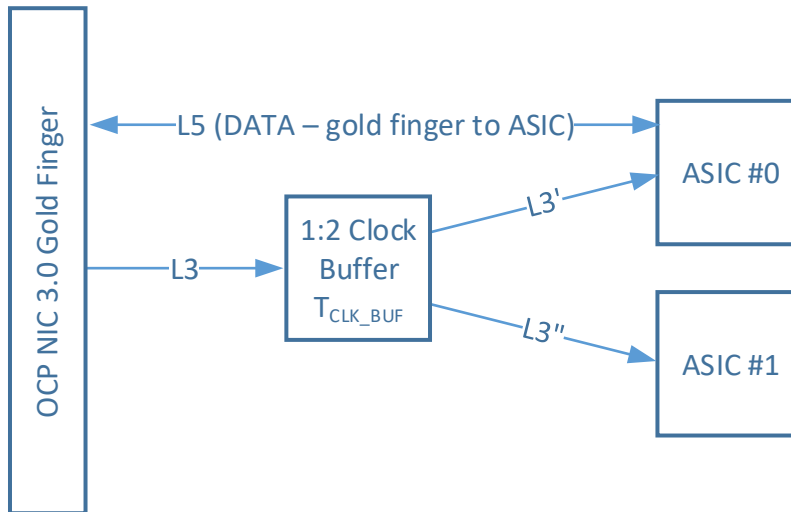 OCP NIC 3.0 Gold Finger
L5 (DATA – gold finger to ASIC)
ASIC #0
L3'
L3
1:2 Clock
Buffer
T_CLK_BUF
L3"
ASIC #1